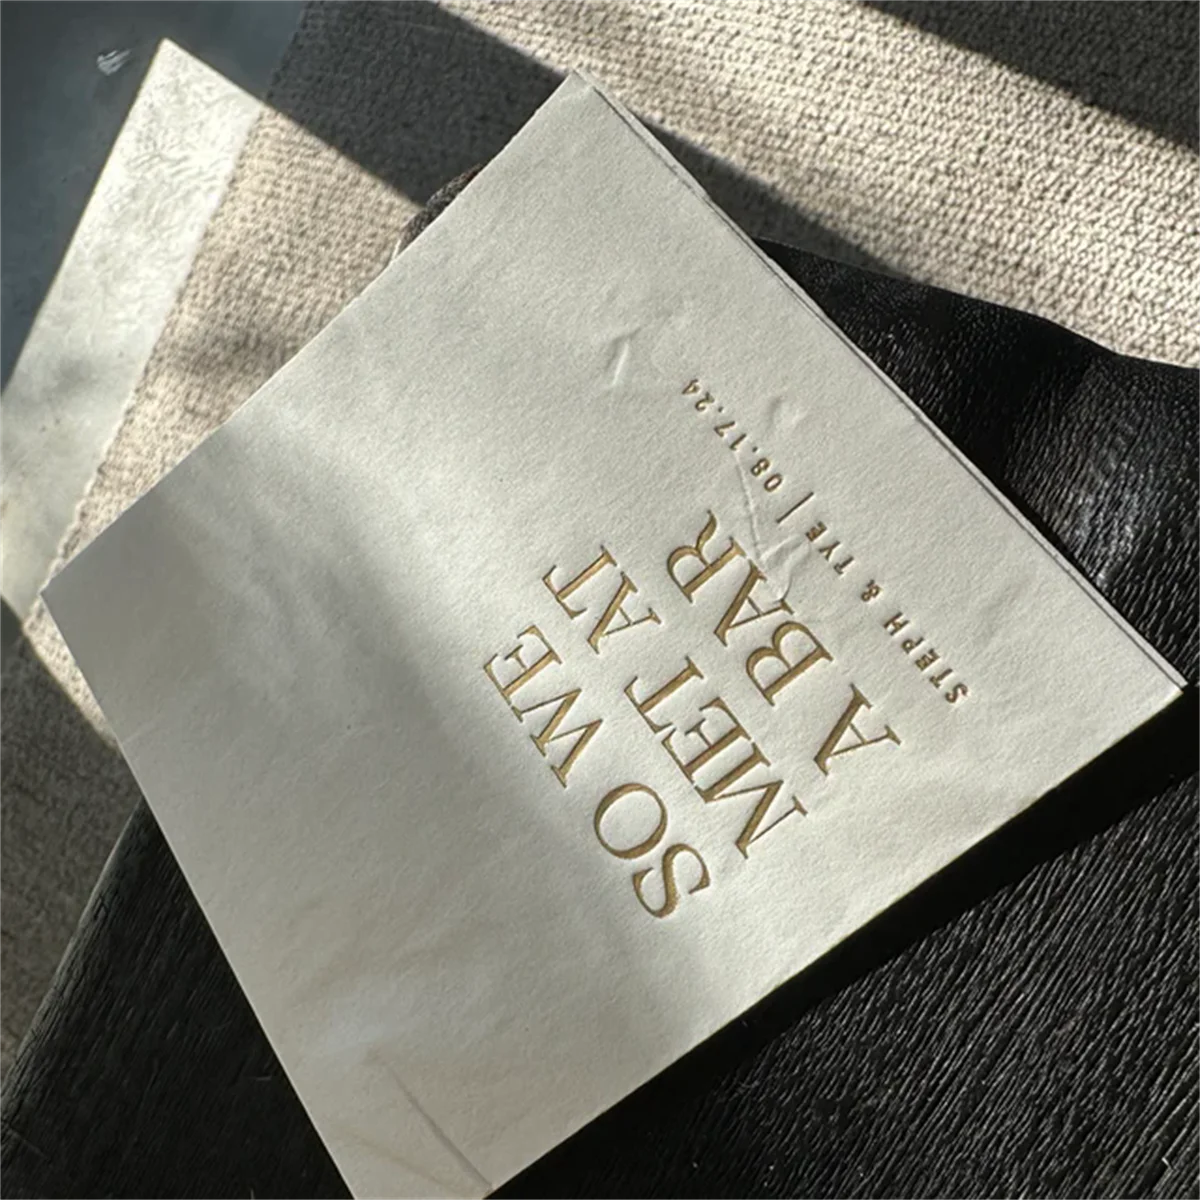 SO WE
MET AT
A BAR
STEPH & TYE | 08.17.24